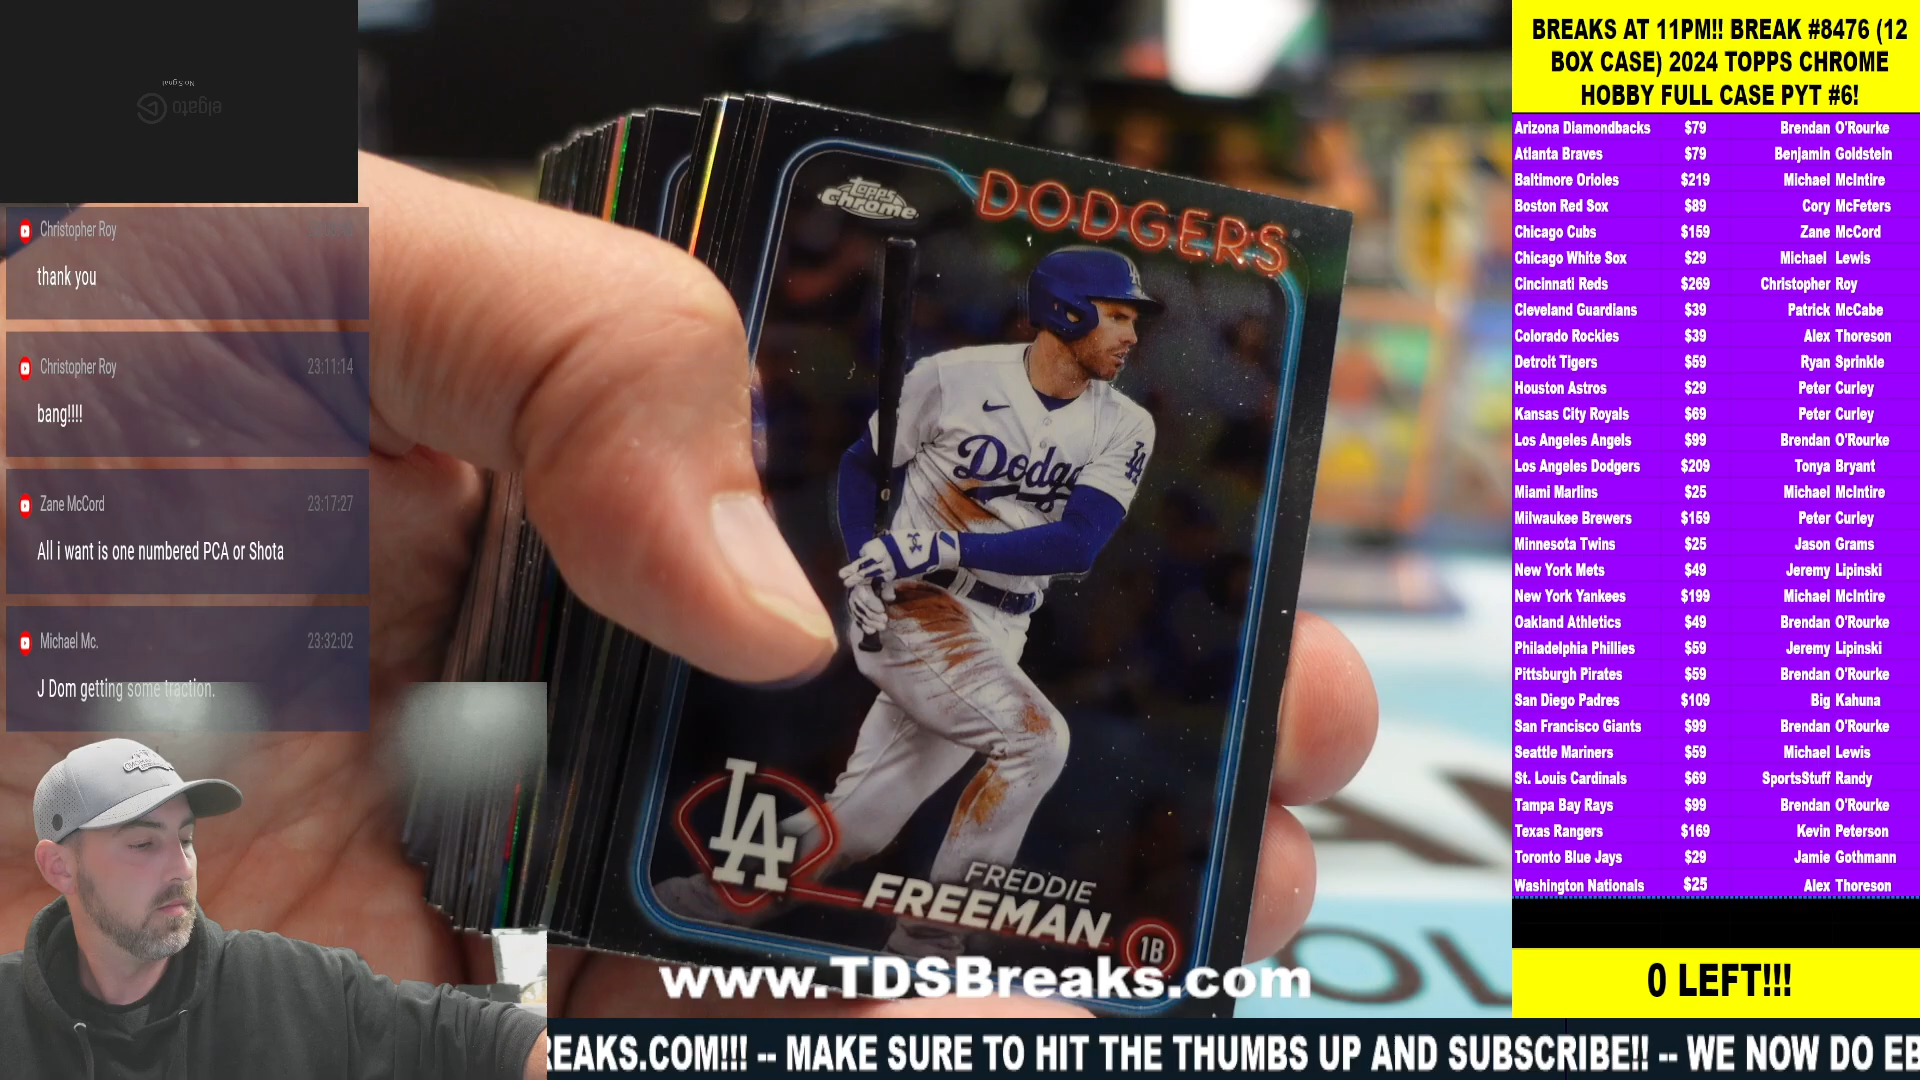 No Signal
elgato
Christopher Roy
thank you
Christopher Roy 23:11:14
bang!!!!
Zane McCord 23:17:27
All i want is one numbered PCA or Shota
Michael Mc. 23:32:02
J Dom getting some traction.
Topps
Chrome
DODGERS
LA
Dodge
LA
LA
FREDDIE
FREEMAN
1B
www.TDSBreaks.com
REAKS.COM!!! -- MAKE SURE TO HIT THE THUMBS UP AND SUBSCRIBE!! -- WE NOW DO EB
BREAKS AT 11PM!! BREAK #8476 (12
BOX CASE) 2024 TOPPS CHROME
HOBBY FULL CASE PYT #6!
Arizona Diamondbacks $79 Brendan O'Rourke
Atlanta Braves $79 Benjamin Goldstein
Baltimore Orioles $219 Michael McIntire
Boston Red Sox $89 Cory McFeters
Chicago Cubs $159 Zane McCord
Chicago White Sox $29 Michael Lewis
Cincinnati Reds $269 Christopher Roy
Cleveland Guardians $39 Patrick McCabe
Colorado Rockies $39 Alex Thoreson
Detroit Tigers $59 Ryan Sprinkle
Houston Astros $29 Peter Curley
Kansas City Royals $69 Peter Curley
Los Angeles Angels $99 Brendan O'Rourke
Los Angeles Dodgers $209 Tonya Bryant
Miami Marlins $25 Michael McIntire
Milwaukee Brewers $159 Peter Curley
Minnesota Twins $25 Jason Grams
New York Mets $49 Jeremy Lipinski
New York Yankees $199 Michael McIntire
Oakland Athletics $49 Brendan O'Rourke
Philadelphia Phillies $59 Jeremy Lipinski
Pittsburgh Pirates $59 Brendan O'Rourke
San Diego Padres $109 Big Kahuna
San Francisco Giants $99 Brendan O'Rourke
Seattle Mariners $59 Michael Lewis
St. Louis Cardinals $69 SportsStuff Randy
Tampa Bay Rays $99 Brendan O'Rourke
Texas Rangers $169 Kevin Peterson
Toronto Blue Jays $29 Jamie Gothmann
Washington Nationals $25 Alex Thoreson
0 LEFT!!!